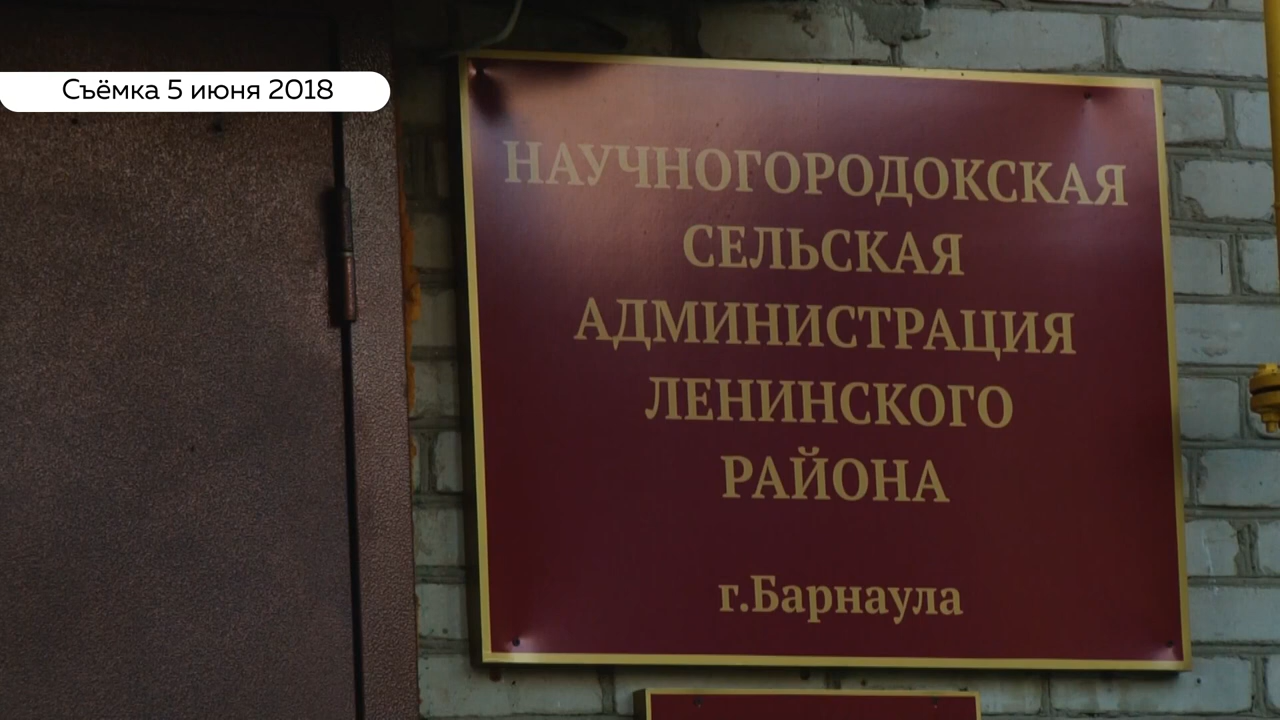 Съёмка 5 июня 2018
НАУЧНОГОРОДОКСКАЯ
СЕЛЬСКАЯ
АДМИНИСТРАЦИЯ
ЛЕНИНСКОГО
РАЙОНА
г.Барнаула